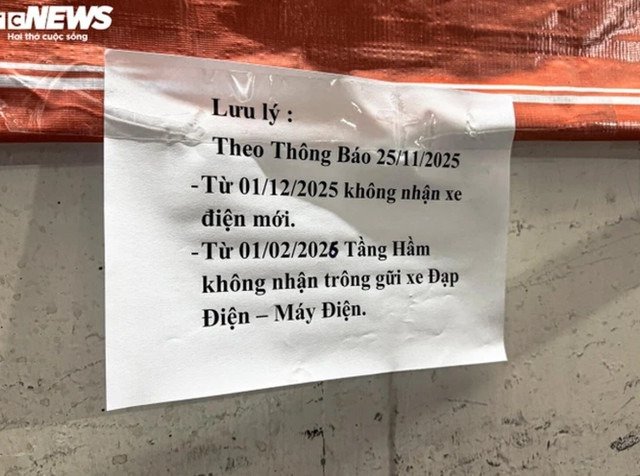 NEWS
Hơi thở cuộc sống
Lưu lý :
Theo Thông Báo 25/11/2025
-Từ 01/12/2025 không nhận xe
điện mới.
-Từ 01/02/2026 Tầng Hầm
không nhận trông gửi xe Đạp
Điện – Máy Điện.